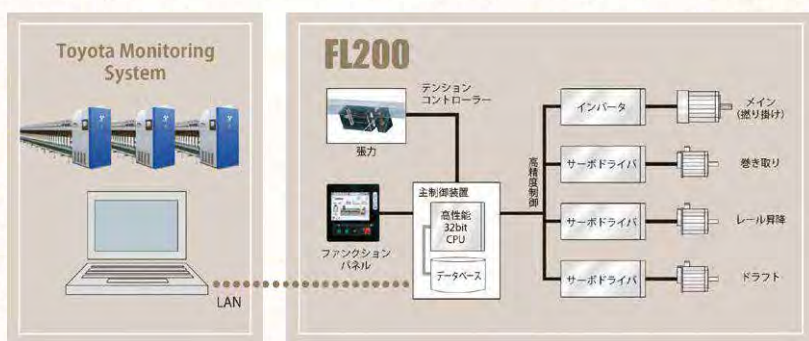 Toyota Monitoring
System
LAN
FL200
テンション
コントローラー
張力
ファンクション
パネル
主制御装置
高性能
32bit
CPU
データベース
高精度制御
インバータ
メイン
(撚り掛け)
サーボドライバ
巻き取り
サーボドライバ
レール昇降
サーボドライバ
ドラフト